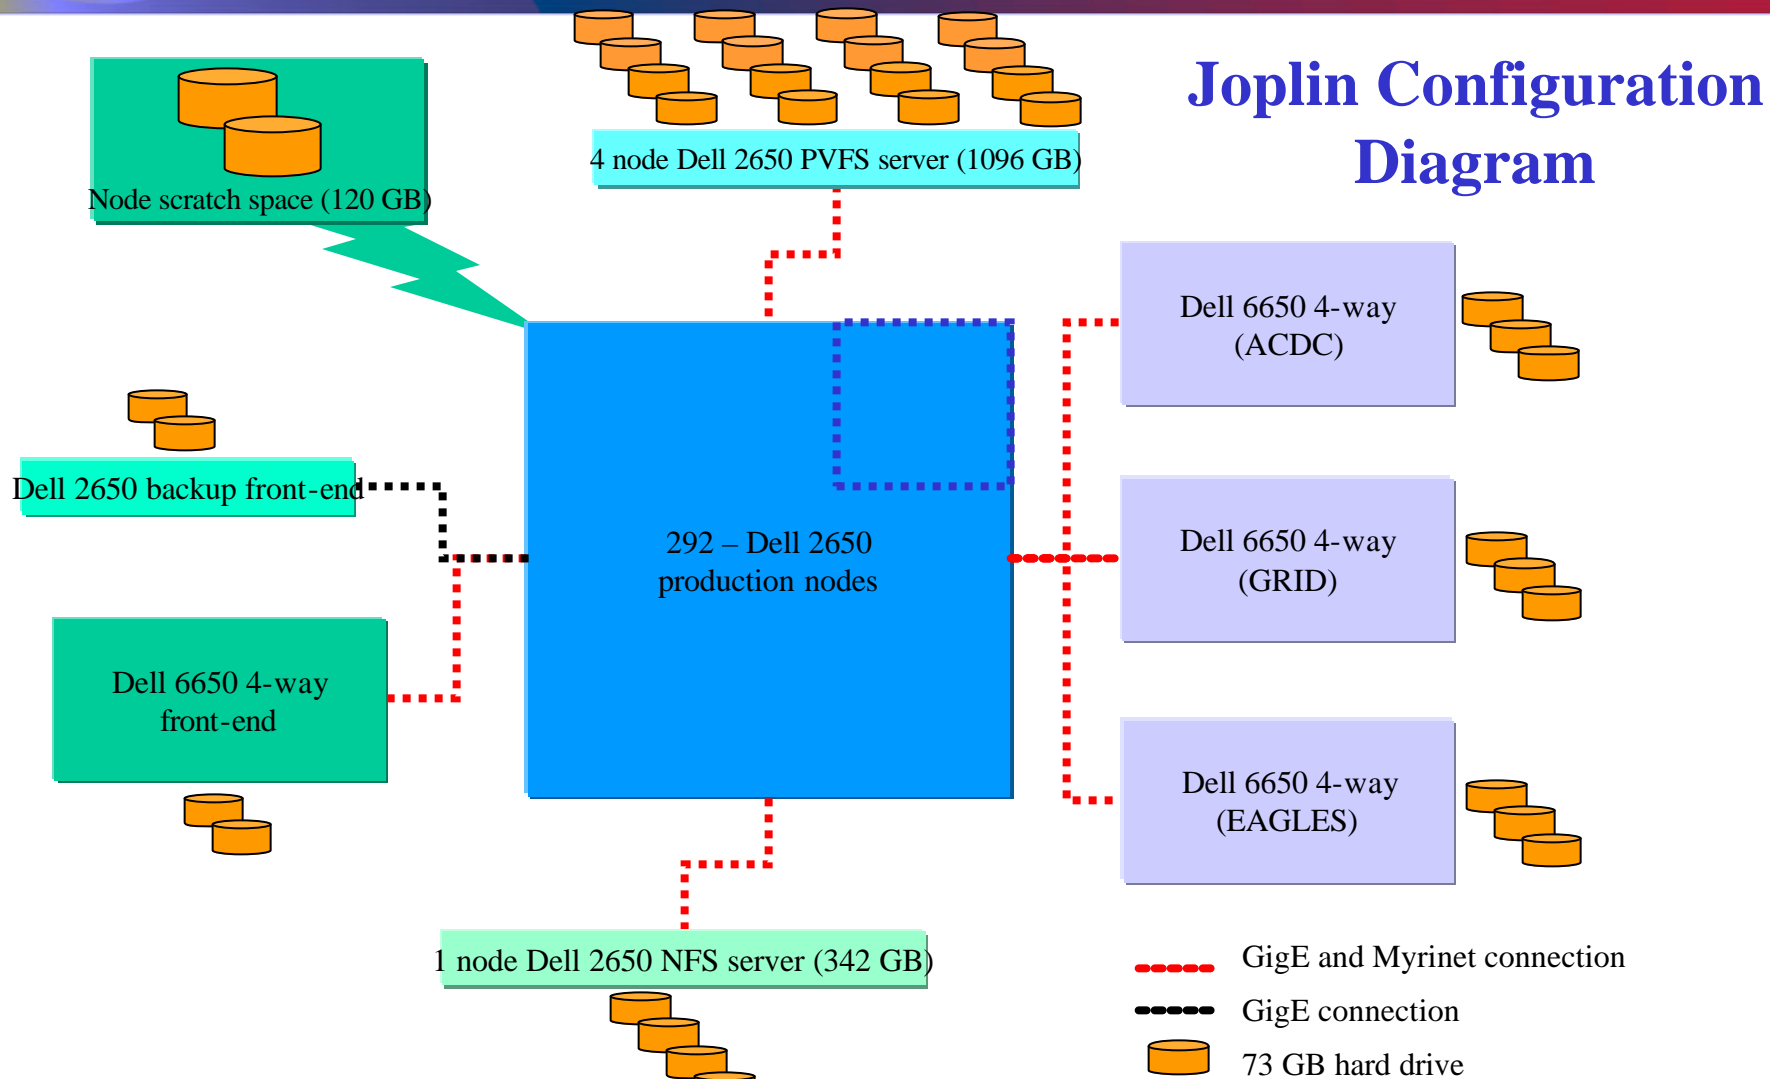 Joplin Configuration
Diagram
Node scratch space (120 GB)
4 node Dell 2650 PVFS server (1096 GB)
Dell 6650 4-way
(ACDC)
Dell 2650 backup front-end
292 – Dell 2650
production nodes
Dell 6650 4-way
(GRID)
Dell 6650 4-way
front-end
Dell 6650 4-way
(EAGLES)
1 node Dell 2650 NFS server (342 GB)
GigE and Myrinet connection
GigE connection
73 GB hard drive